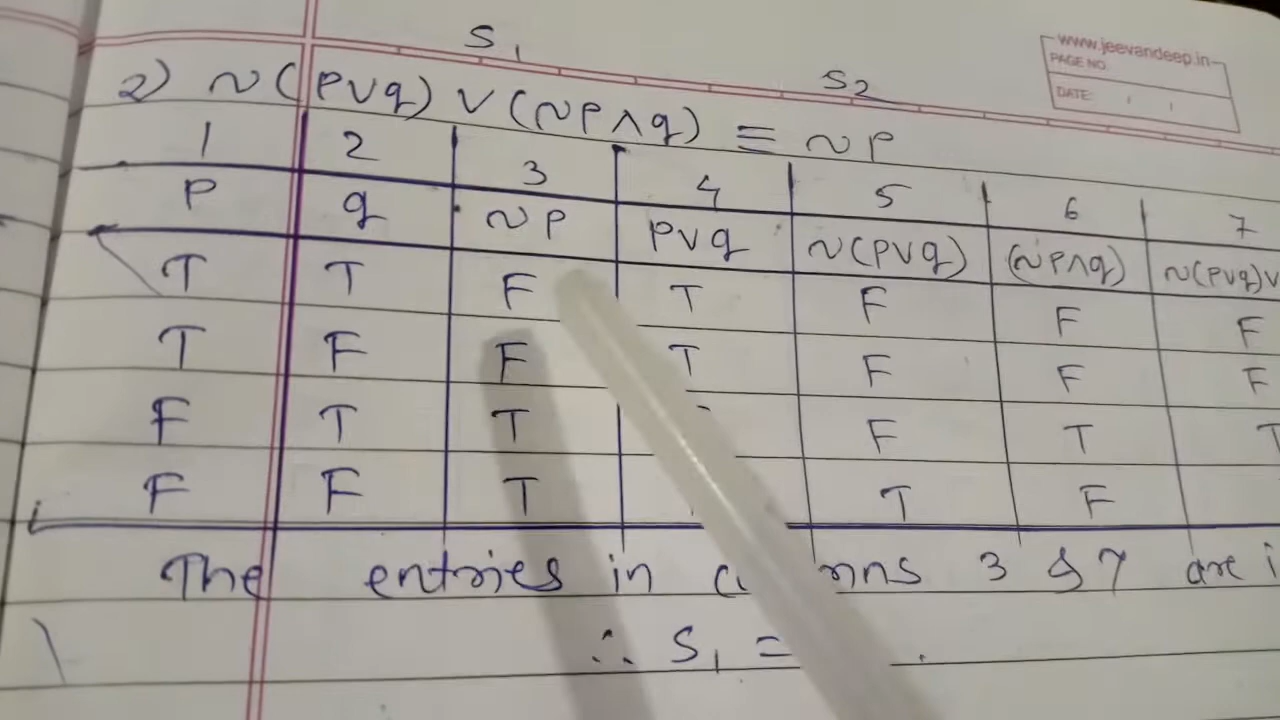 S1
www.jeevandeep.in
PAGE NO.
S2
DATE:
2) ~(p∨q) ∨ (~p∧q) ≡ ~p
1 2 3 4 5 6 7
p q ~p p∨q ~(p∨q) (~p∧q) ~(p∨q)∨
T T F T F F F
T F F T F F F
F T T F T T
F F T T F
The entries in 3 & 7 are
∴ S1 =